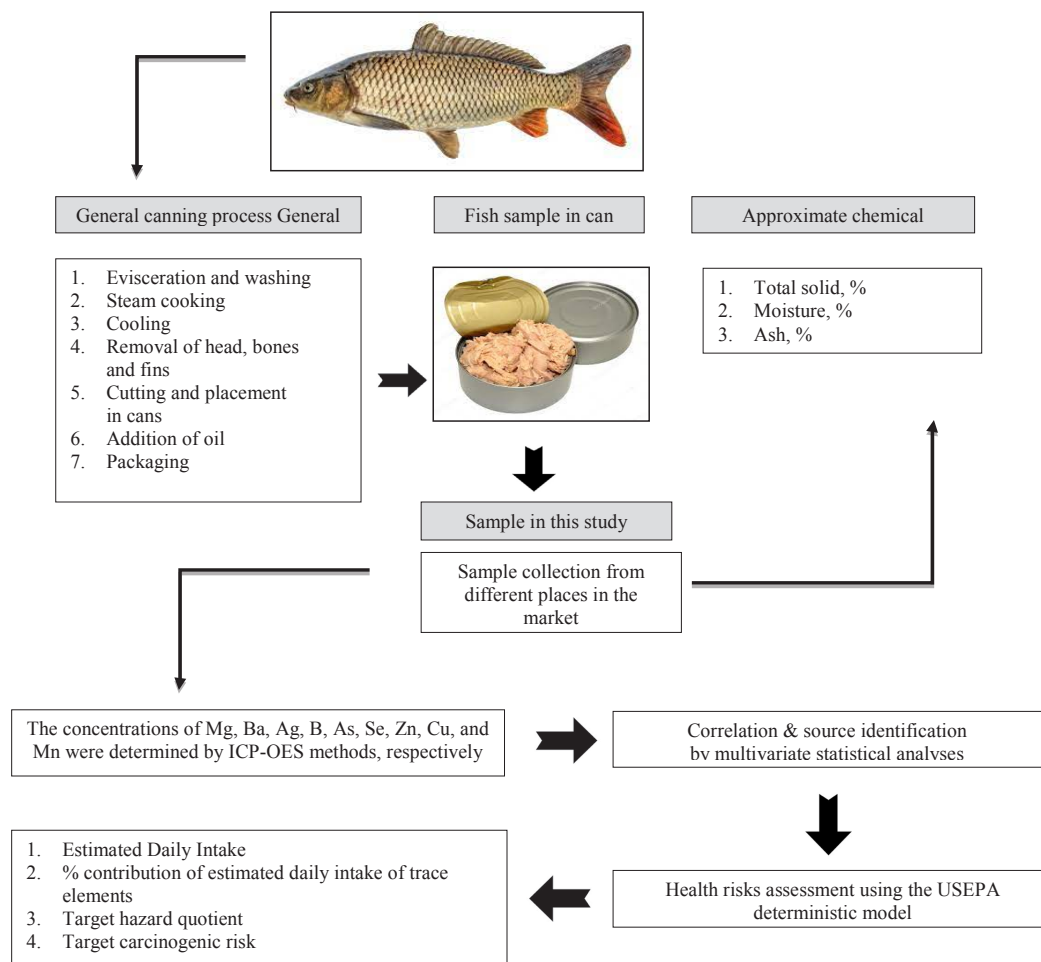 General canning process General
Fish sample in can
Approximate chemical
1. Evisceration and washing
2. Steam cooking
3. Cooling
4. Removal of head, bones
and fins
5. Cutting and placement
in cans
6. Addition of oil
7. Packaging
1. Total solid, %
2. Moisture, %
3. Ash, %
Sample in this study
Sample collection from
different places in the
market
The concentrations of Mg, Ba, Ag, B, As, Se, Zn, Cu, and
Mn were determined by ICP-OES methods, respectively
Correlation & source identification
by multivariate statistical analyses
1. Estimated Daily Intake
2. % contribution of estimated daily intake of trace
elements
3. Target hazard quotient
4. Target carcinogenic risk
Health risks assessment using the USEPA
deterministic model